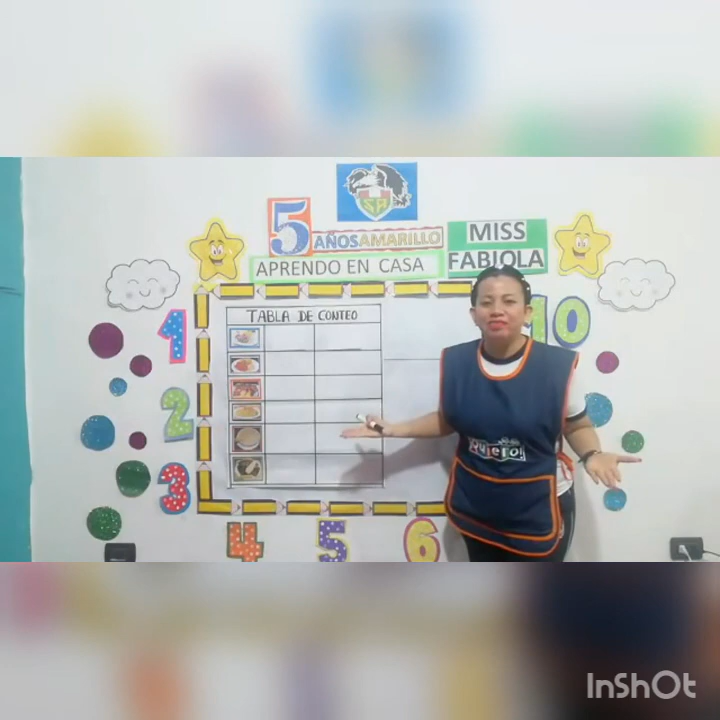 5
AÑOS AMARILLO
MISS
FABIOLA
APRENDO EN CASA
TABLA DE CONTEO
1
10
2
3
4
5
6
¡Quiero!
InShOt